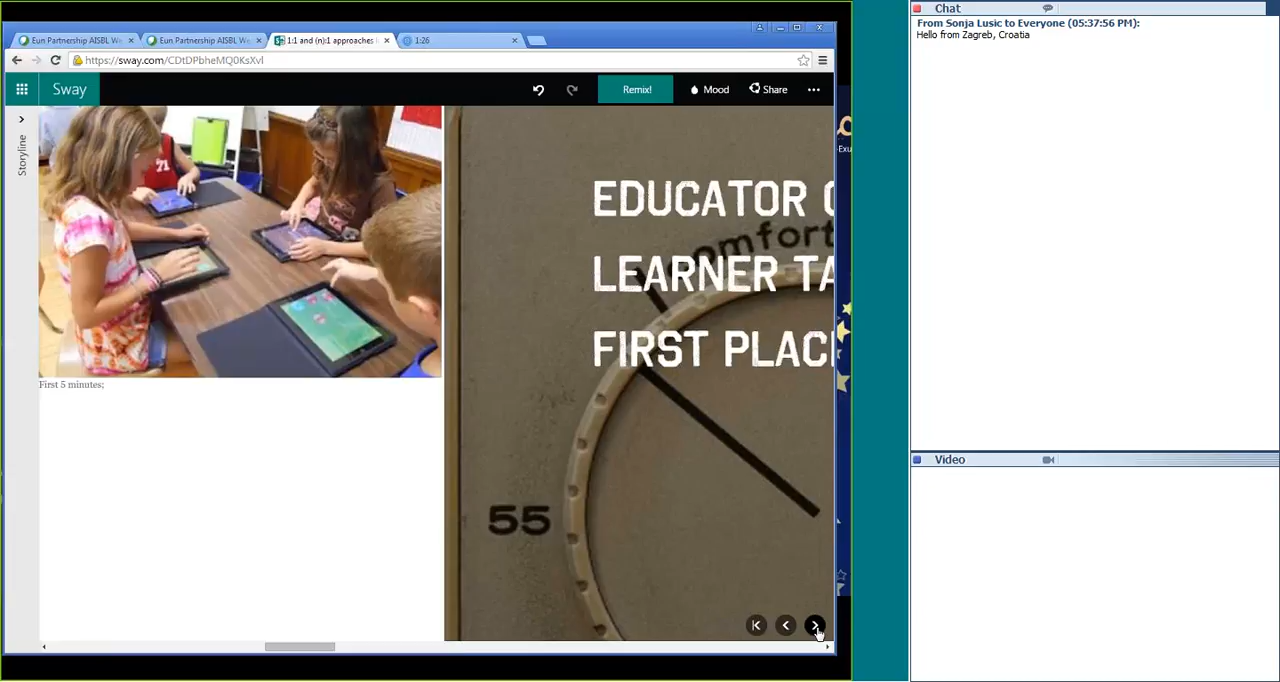 Eun Partnership AISBL We
Eun Partnership AISBL We
1:1 and (n):1 approaches
1:26
https://sway.com/CDtDPbheMQ0KsXvl
Sway
Remix!
Mood
Share
Storyline
71
First 5 minutes;
EDUCATOR
LEARNER TA
FIRST PLAC
comfort
55
Chat
From Sonja Lusic to Everyone (05:37:56 PM):
Hello from Zagreb, Croatia
Video